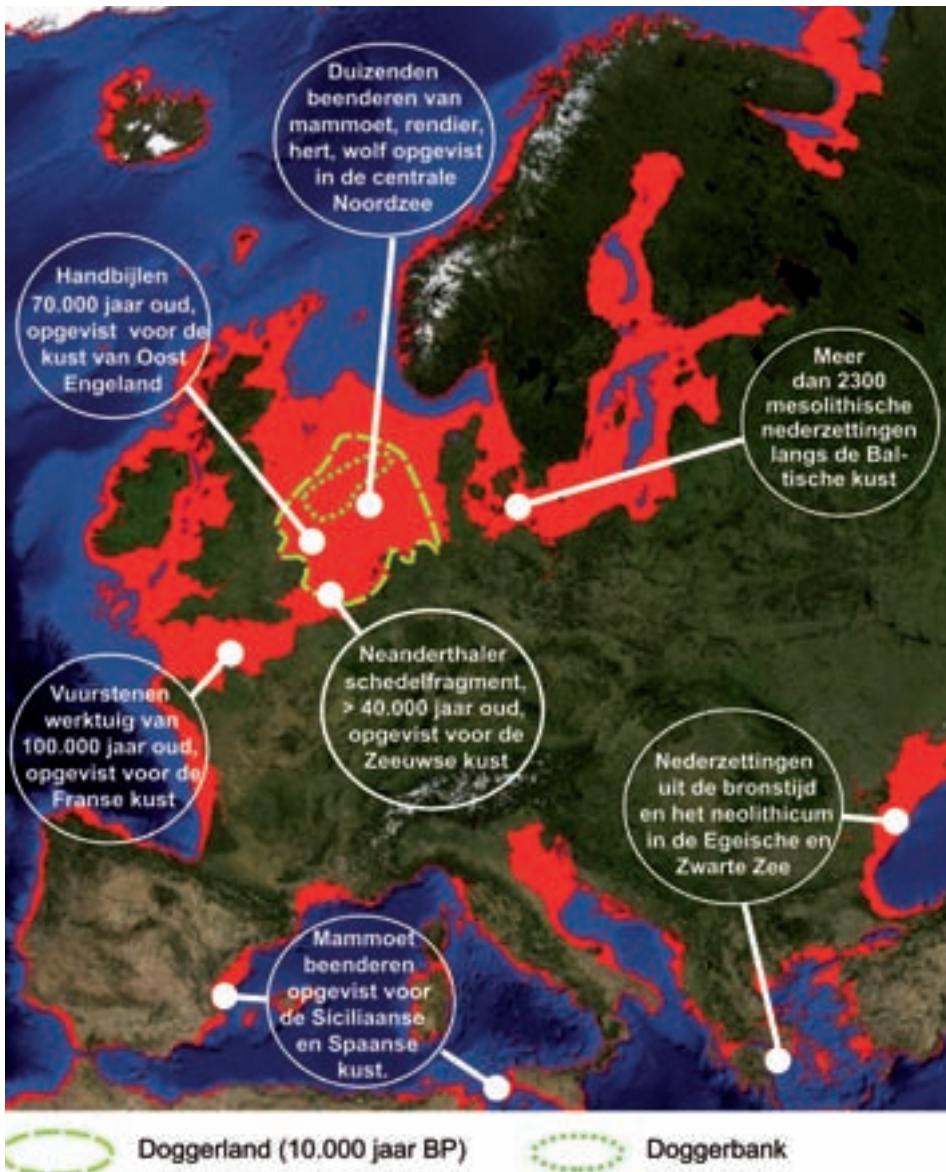 Duizenden
beenderen van
mammoet, rendier,
hert, wolf opgevist
in de centrale
Noordzee
Handbijlen
70.000 jaar oud,
opgevist voor de
kust van Oost
Engeland
Meer
dan 2300
mesolithische
nederzettingen
langs de Bal-
tische kust
Vuurstenen
werktuig van
100.000 jaar oud,
opgevist voor de
Franse kust
Neanderthaler
schedelfragment,
> 40.000 jaar oud,
opgevist voor de
Zeeuwse kust
Nederzettingen
uit de bronstijd
en het neolithicum
in de Egeische en
Zwarte Zee
Mammoet
beenderen
opgevist voor
de Siciliaanse
en Spaanse
kust.
Doggerland (10.000 jaar BP)
Doggerbank